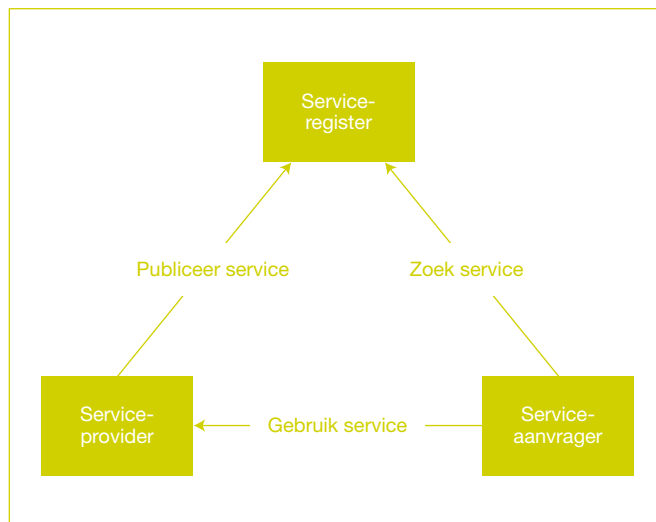 Service-
register
Publiceer service
Zoek service
Service-
provider
Gebruik service
Service-
aanvrager